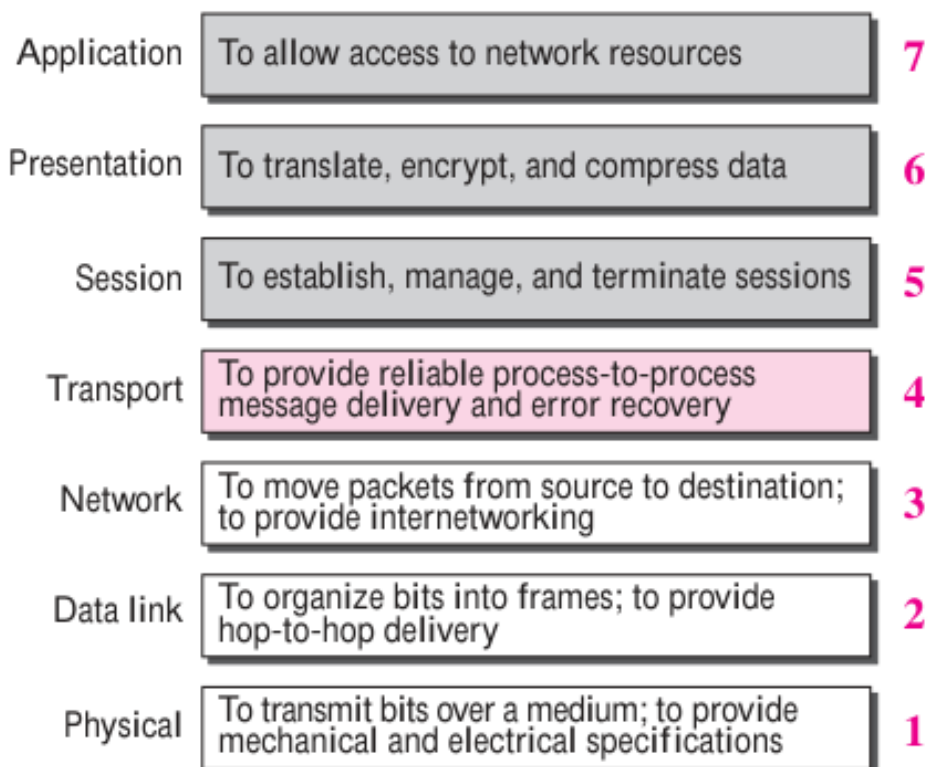 Application To allow access to network resources 7
Presentation To translate, encrypt, and compress data 6
Session To establish, manage, and terminate sessions 5
Transport To provide reliable process-to-process
message delivery and error recovery 4
Network To move packets from source to destination;
to provide internetworking 3
Data link To organize bits into frames; to provide
hop-to-hop delivery 2
Physical To transmit bits over a medium; to provide
mechanical and electrical specifications 1